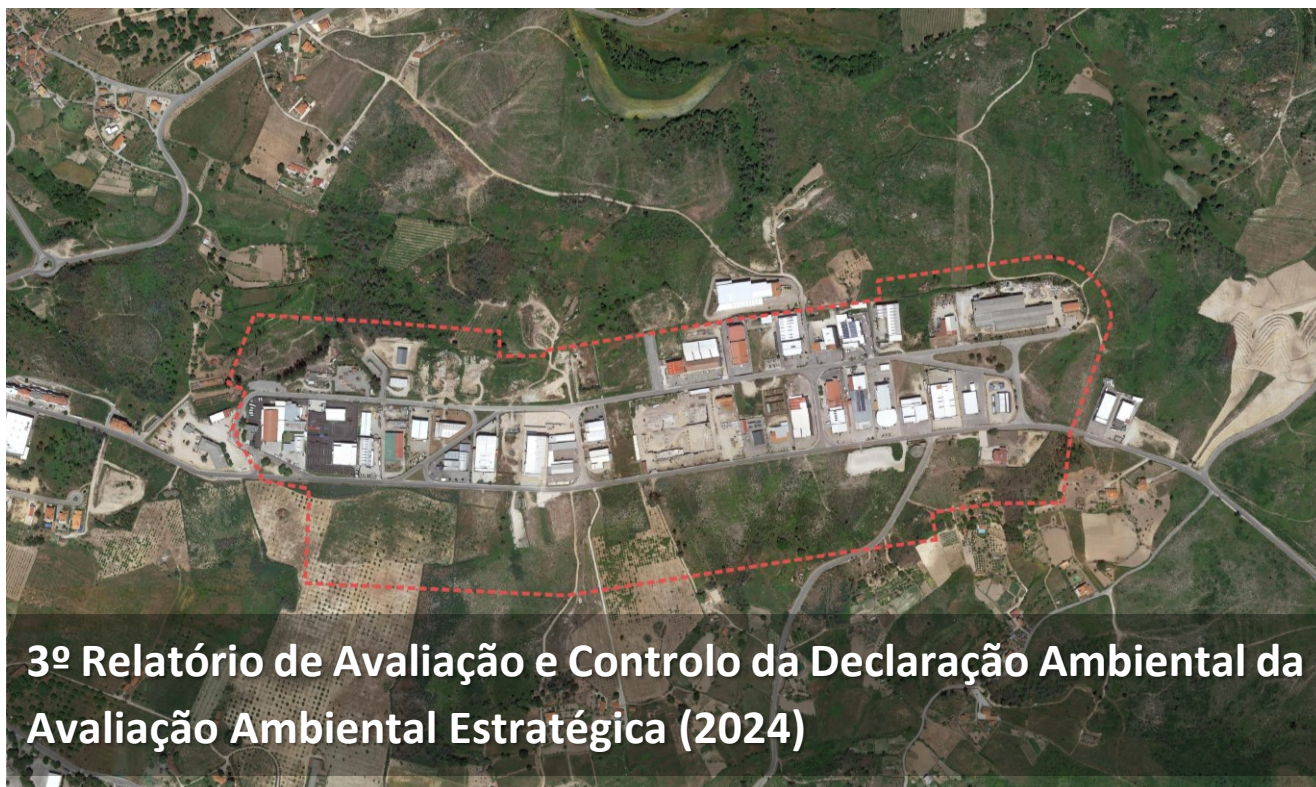 3º Relatório de Avaliação e Controlo da Declaração Ambiental da
Avaliação Ambiental Estratégica (2024)